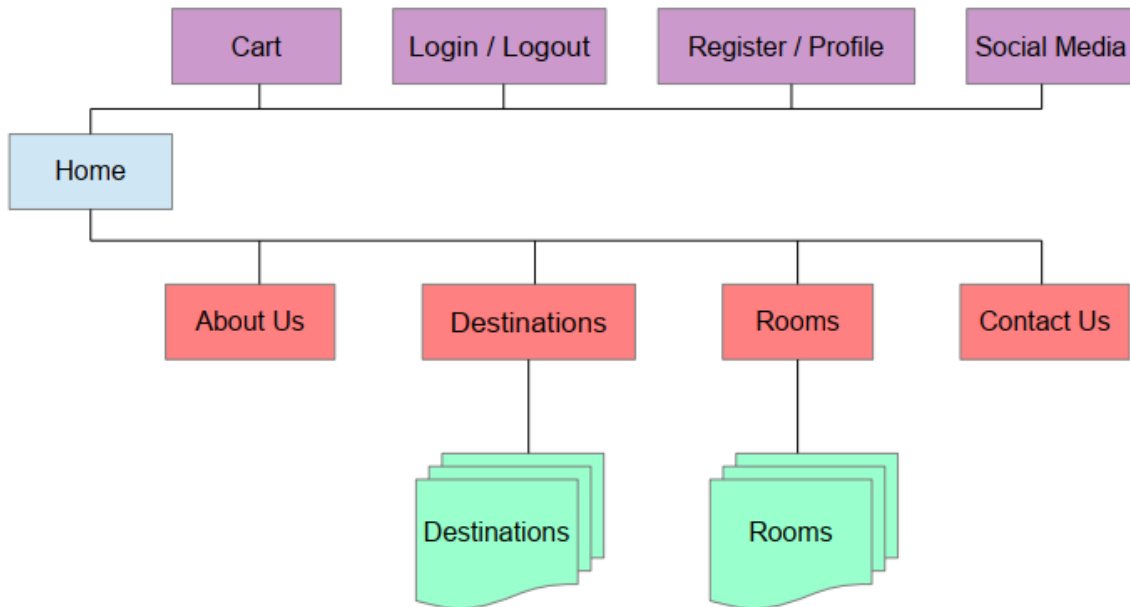 Cart
Login / Logout
Register / Profile
Social Media
Home
About Us
Destinations
Rooms
Contact Us
Destinations
Rooms